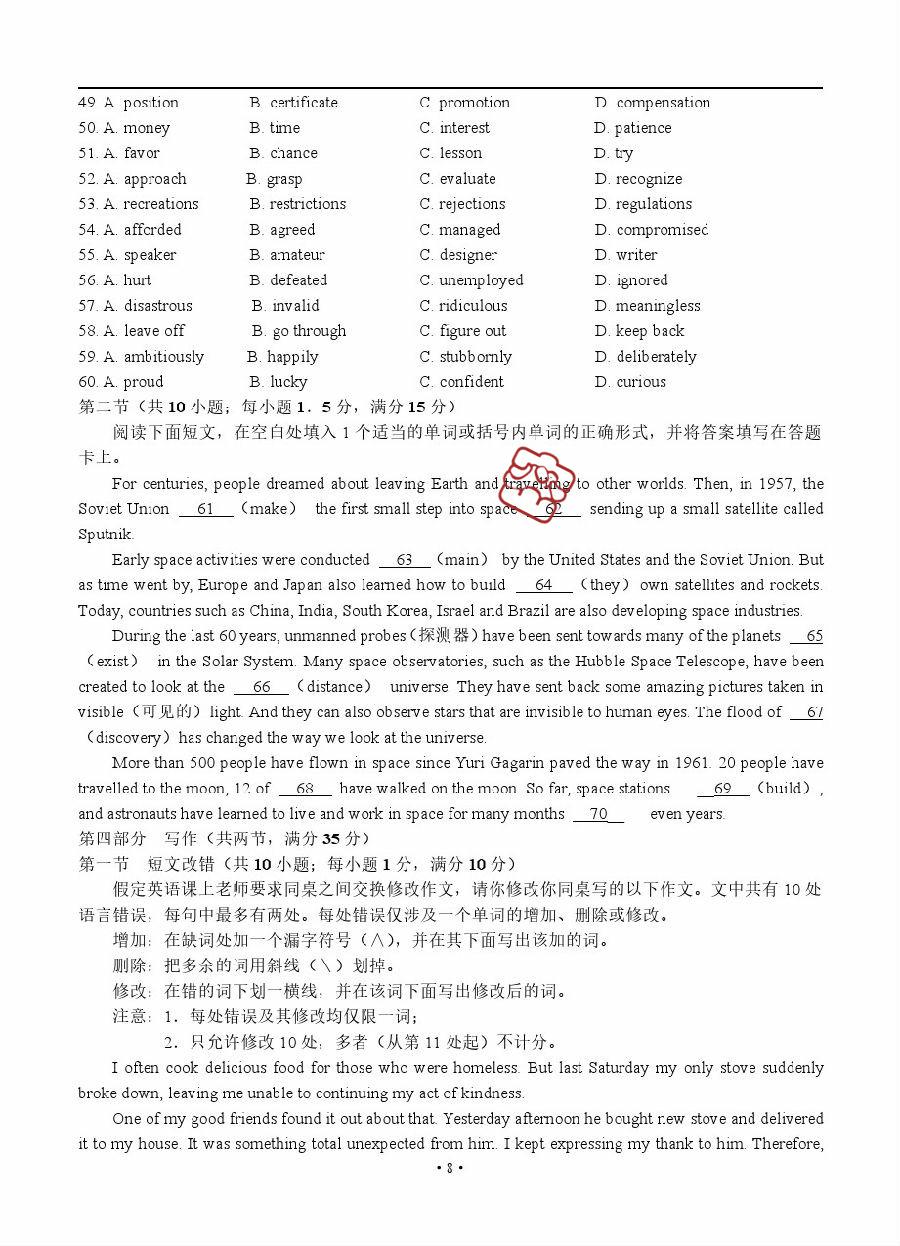 49. A. position B. certificate C. promotion D. compensation
50. A. money B. time C. interest D. patience
51. A. favor B. chance C. lesson D. try
52. A. approach B. grasp C. evaluate D. recognize
53. A. recreations B. restrictions C. rejections D. regulations
54. A. afforded B. agreed C. managed D. compromised
55. A. speaker B. amateur C. designer D. writer
56. A. hurt B. defeated C. unemployed D. ignored
57. A. disastrous B. invalid C. ridiculous D. meaningless
58. A. leave off B. go through C. figure out D. keep back
59. A. ambitiously B. happily C. stubbornly D. deliberately
60. A. proud B. lucky C. confident D. curious
第二节（共 10 小题；每小题 1．5 分，满分 15 分）
阅读下面短文，在空白处填入 1 个适当的单词或括号内单词的正确形式，并将答案填写在答题
卡上。
For centuries, people dreamed about leaving Earth and travelling to other worlds. Then, in 1957, the
Soviet Union 61 （make） the first small step into space 62 sending up a small satellite called
Sputnik.
Early space activities were conducted 63 （main） by the United States and the Soviet Union. But
as time went by, Europe and Japan also learned how to build 64 （they）own satellites and rockets.
Today, countries such as China, India, South Korea, Israel and Brazil are also developing space industries.
During the last 60 years, unmanned probes（探测器）have been sent towards many of the planets 65
（exist） in the Solar System. Many space observatories, such as the Hubble Space Telescope, have been
created to look at the 66 （distance） universe. They have sent back some amazing pictures taken in
visible（可见的）light. And they can also observe stars that are invisible to human eyes. The flood of 67
（discovery）has changed the way we look at the universe.
More than 500 people have flown in space since Yuri Gagarin paved the way in 1961. 20 people have
travelled to the moon, 12 of 68 have walked on the moon. So far, space stations 69 （build）,
and astronauts have learned to live and work in space for many months 70 even years.
第四部分 写作（共两节，满分 35 分）
第一节 短文改错（共 10 小题；每小题 1 分，满分 10 分）
假定英语课上老师要求同桌之间交换修改作文，请你修改你同桌写的以下作文。文中共有 10 处
语言错误，每句中最多有两处。每处错误仅涉及一个单词的增加、删除或修改。
增加：在缺词处加一个漏字符号（∧），并在其下面写出该加的词。
删除：把多余的词用斜线（＼）划掉。
修改：在错的词下划一横线，并在该词下面写出修改后的词。
注意：1．每处错误及其修改均仅限一词；
2．只允许修改 10 处，多者（从第 11 处起）不计分。
I often cook delicious food for those who were homeless. But last Saturday my only stove suddenly
broke down, leaving me unable to continuing my act of kindness.
One of my good friends found it out about that. Yesterday afternoon he bought new stove and delivered
it to my house. It was something total unexpected from him. I kept expressing my thank to him. Therefore,
• 8 •